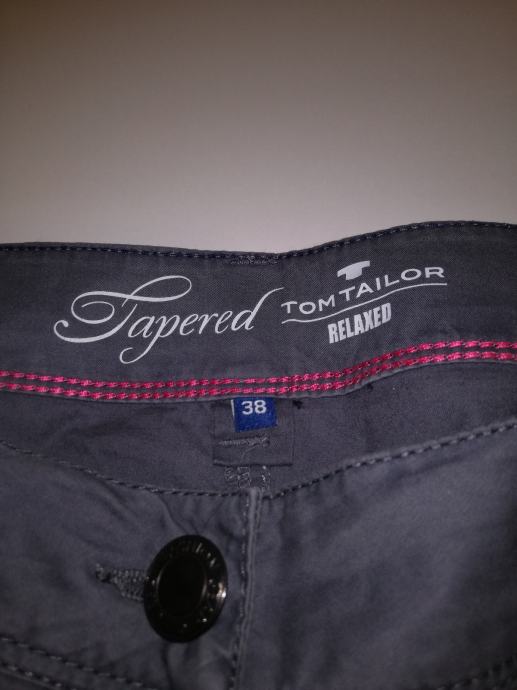 Tapered
TOM TAILOR
RELAXED
38